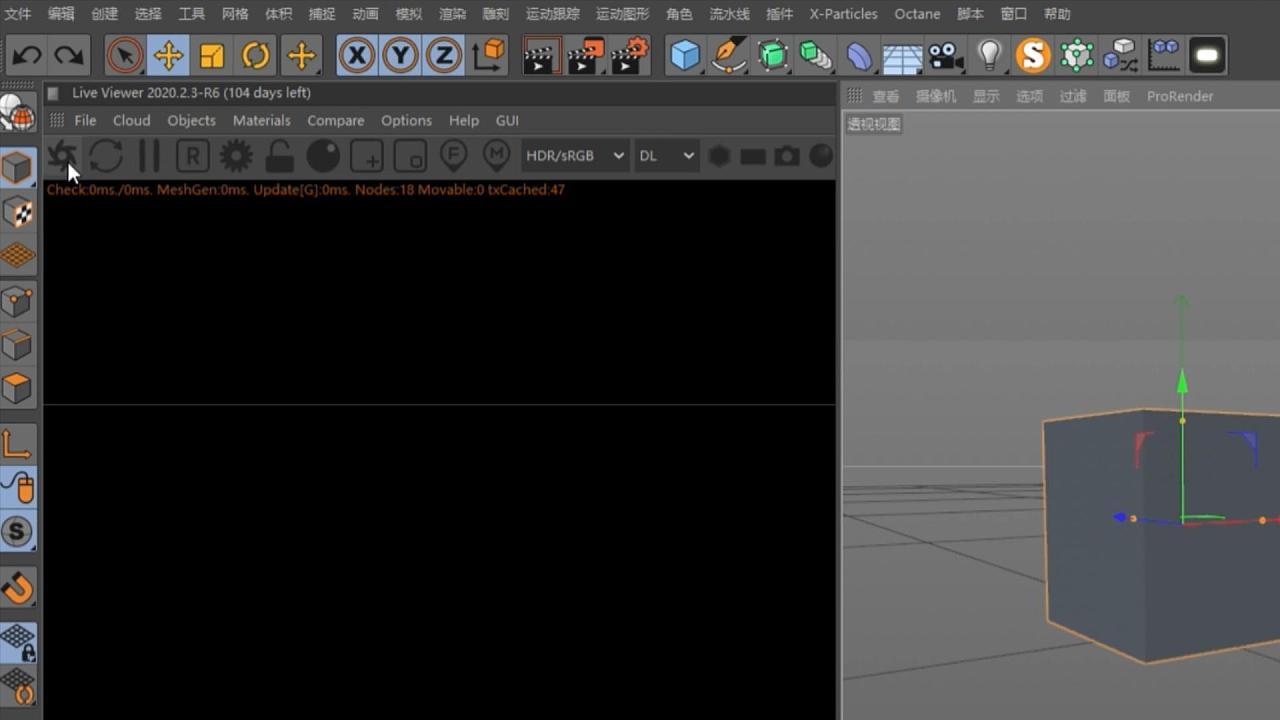 文件 编辑 创建 选择 工具 网格 体积 捕捉 动画 模拟 渲染 雕刻 运动跟踪 运动图形 角色 流水线 插件 X-Particles Octane 脚本 窗口 帮助
X Y Z S
Live Viewer 2020.2.3-R6 (104 days left)
查看 摄像机 显示 选项 过滤 面板 ProRender
File Cloud Objects Materials Compare Options Help GUI
透视视图
R F M HDR/sRGB DL
Check:0ms./0ms. MeshGen:0ms. Update[G]:0ms. Nodes:18 Movable:0 txCached:47
S